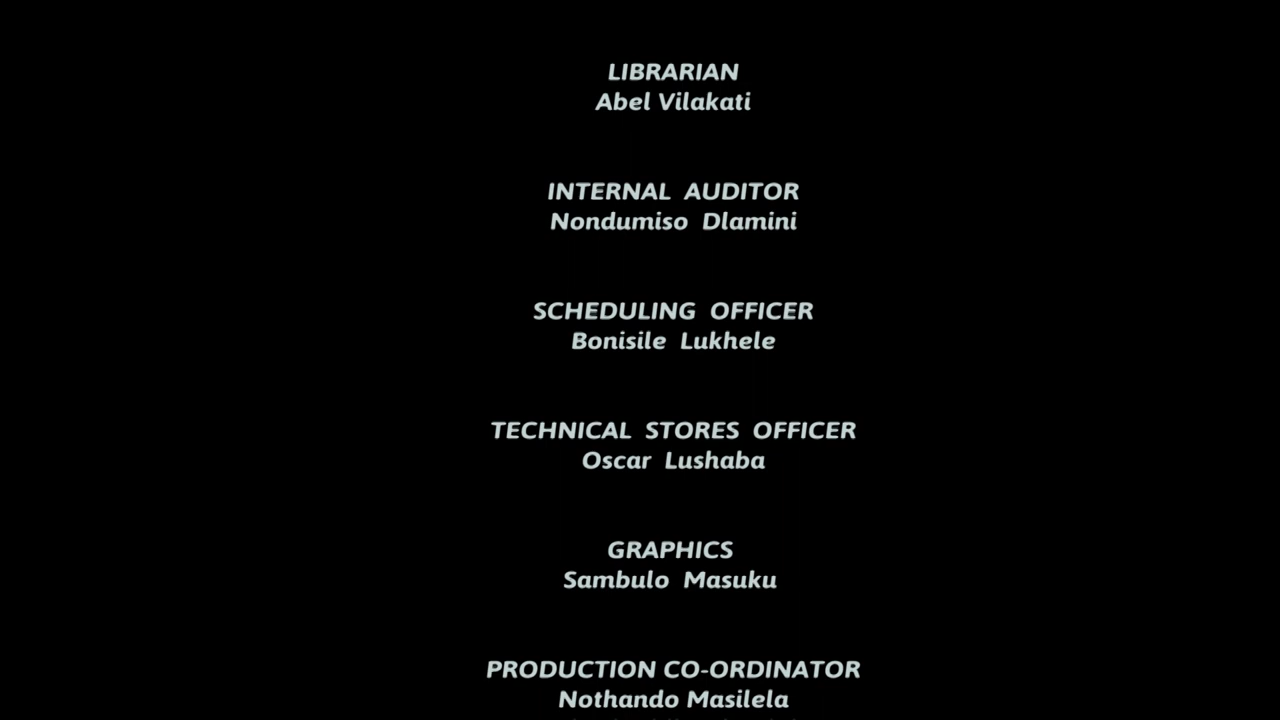 LIBRARIAN
Abel Vilakati
INTERNAL AUDITOR
Nondumiso Dlamini
SCHEDULING OFFICER
Bonisile Lukhele
TECHNICAL STORES OFFICER
Oscar Lushaba
GRAPHICS
Sambulo Masuku
PRODUCTION CO-ORDINATOR
Nothando Masilela